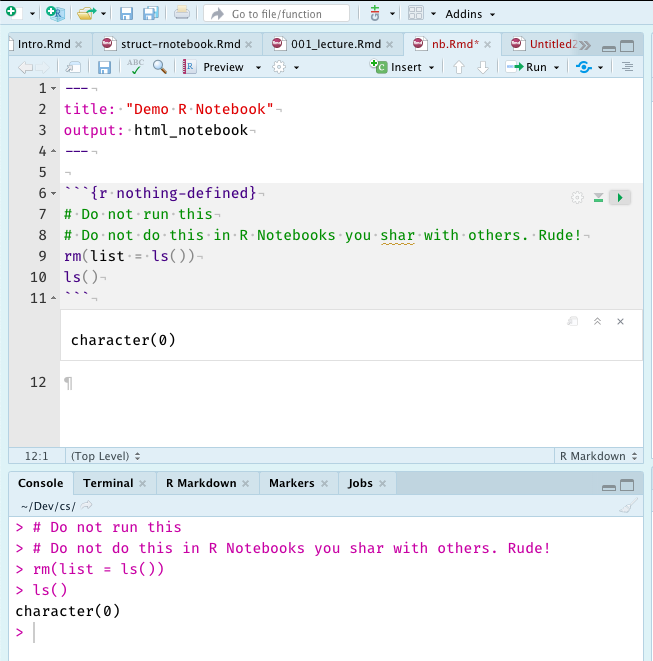 Go to file/function Addins
Intro.Rmd struct-rnotebook.Rmd 001_lecture.Rmd nb.Rmd* Untitled2
ABC Preview Insert Run
1 ---
2 title: "Demo R Notebook"
3 output: html_notebook
4 ---
5
6 ```{r nothing-defined}
7 # Do not run this
8 # Do not do this in R Notebooks you shar with others. Rude!
9 rm(list = ls())
10 ls()
11 ```
character(0)
12 ¶
12:1 (Top Level) R Markdown
Console Terminal R Markdown Markers Jobs
~/Dev/cs/
> # Do not run this
> # Do not do this in R Notebooks you shar with others. Rude!
> rm(list = ls())
> ls()
character(0)
>